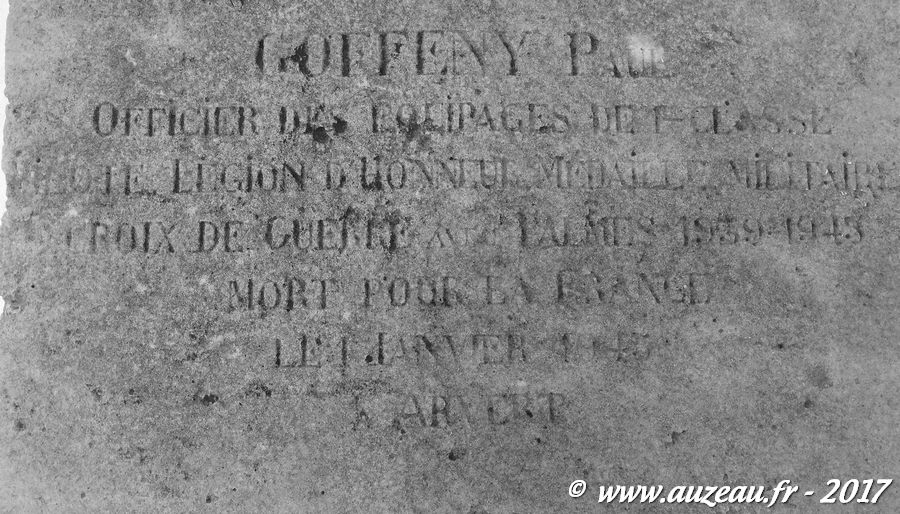 GOFFENY PAUL
OFFICIER DES EQUIPAGES DE 1re CLASSE
PILOTE LEGION D'HONNEUR MEDAILLE MILITAIRE
CROIX DE GUERRE PALMES 1939-1945
MORT POUR LA FRANCE
LE 1 JANVIER 1945
A ARVERT
© www.auzeau.fr - 2017